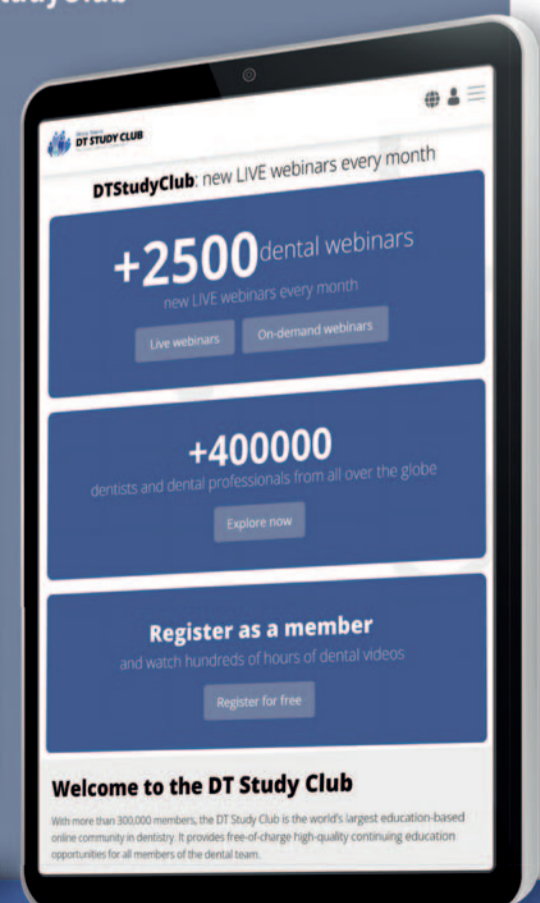 DT STUDY CLUB
DTStudyClub: new LIVE webinars every month
+2500 dental webinars
new LIVE webinars every month
Live webinars
On-demand webinars
+400000
dentists and dental professionals from all over the globe
Explore now
Register as a member
and watch hundreds of hours of dental videos
Register for free
Welcome to the DT Study Club
With more than 300,000 members, the DT Study Club is the world's largest education-based
online community in dentistry. It provides free-of-charge high-quality continuing education
opportunities for all members of the dental team.